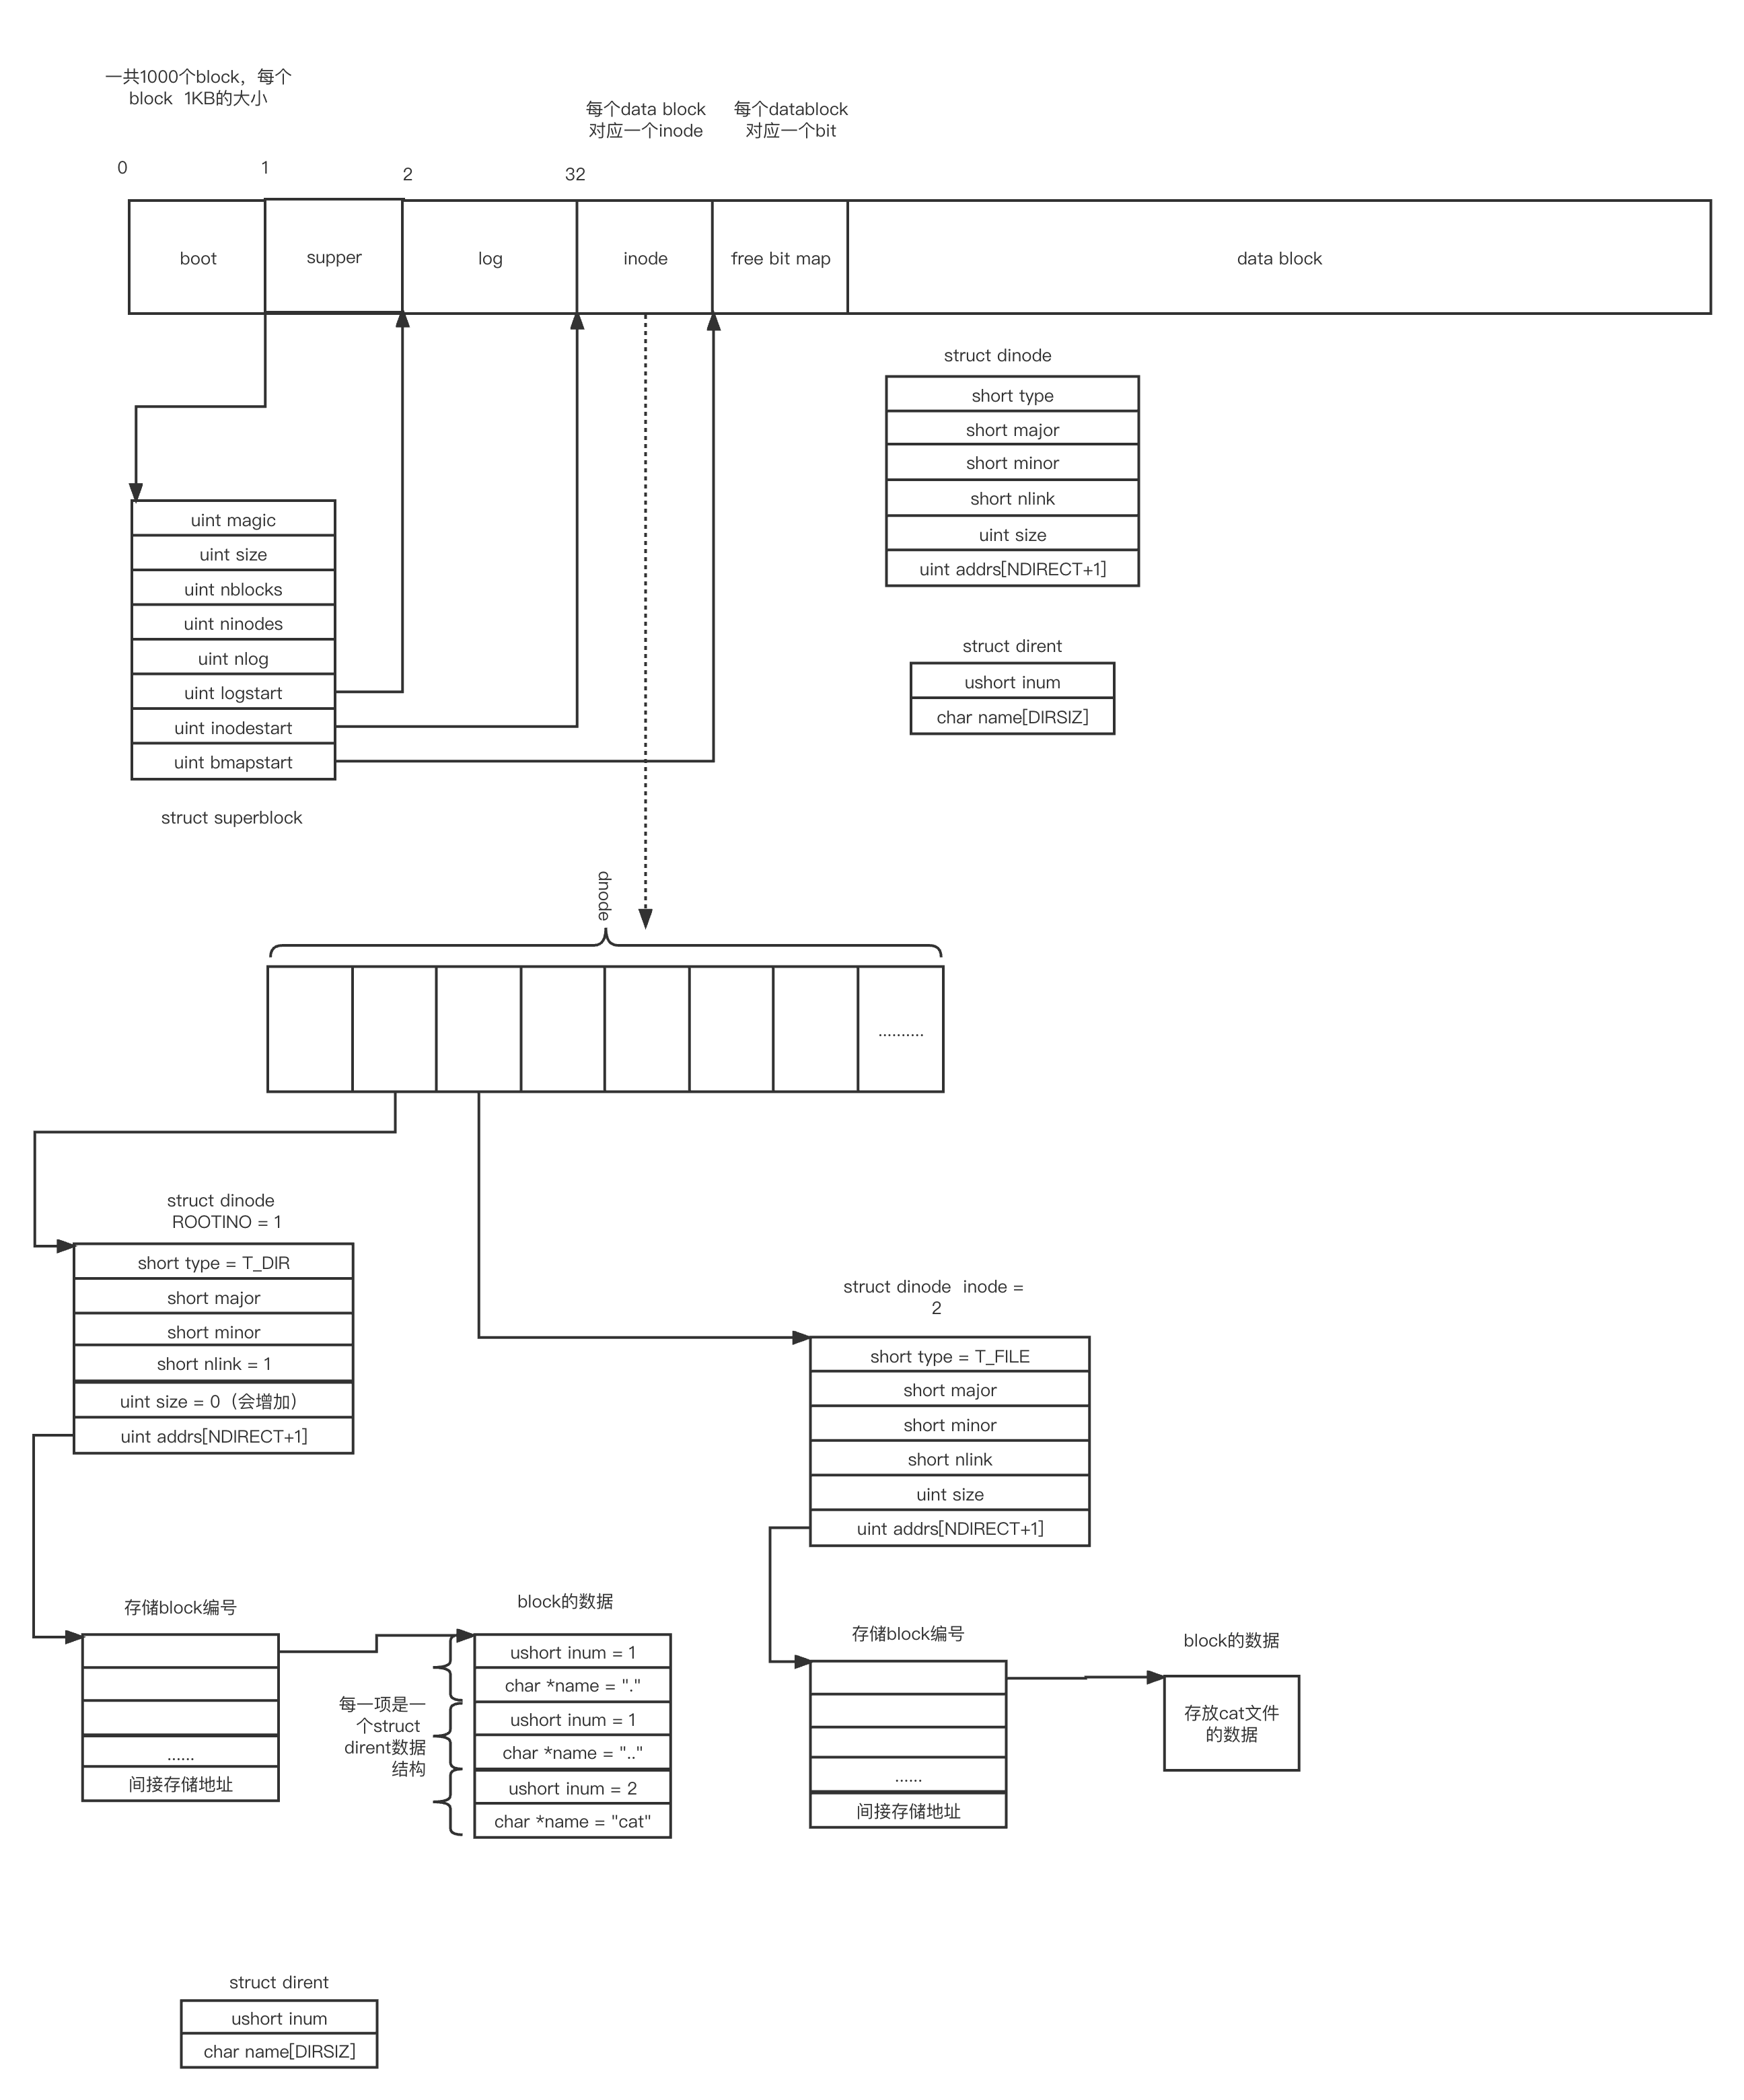 一共1000个block，每个
block  1KB的大小
每个data block
对应一个inode
每个datablock
对应一个bit
0
1
2
32
boot
supper
log
inode
free bit map
data block
struct dinode
short type
short major
short minor
short nlink
uint size
uint addrs[NDIRECT+1]
struct dirent
ushort inum
char name[DIRSIZ]
uint magic
uint size
uint nblocks
uint ninodes
uint nlog
uint logstart
uint inodestart
uint bmapstart
struct superblock
dnode
..........
struct dinode
ROOTINO = 1
short type = T_DIR
short major
short minor
short nlink = 1
uint size = 0（会增加）
uint addrs[NDIRECT+1]
struct dinode  inode =
2
short type = T_FILE
short major
short minor
short nlink
uint size
uint addrs[NDIRECT+1]
存储block编号
......
间接存储地址
block的数据
ushort inum = 1
char *name = "."
ushort inum = 1
char *name = ".."
ushort inum = 2
char *name = "cat"
每一项是一
个struct
dirent数据
结构
存储block编号
......
间接存储地址
block的数据
存放cat文件
的数据
struct dirent
ushort inum
char name[DIRSIZ]